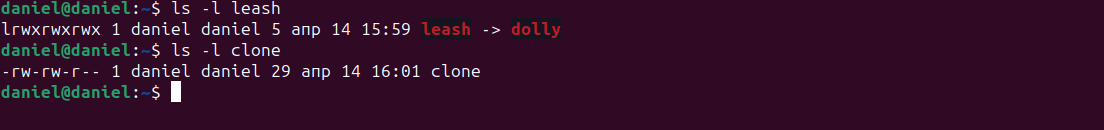 daniel@daniel:~$ ls -l leash
lrwxrwxrwx 1 daniel daniel 5 апр 14 15:59 leash -> dolly
daniel@daniel:~$ ls -l clone
-rw-rw-r-- 1 daniel daniel 29 апр 14 16:01 clone
daniel@daniel:~$